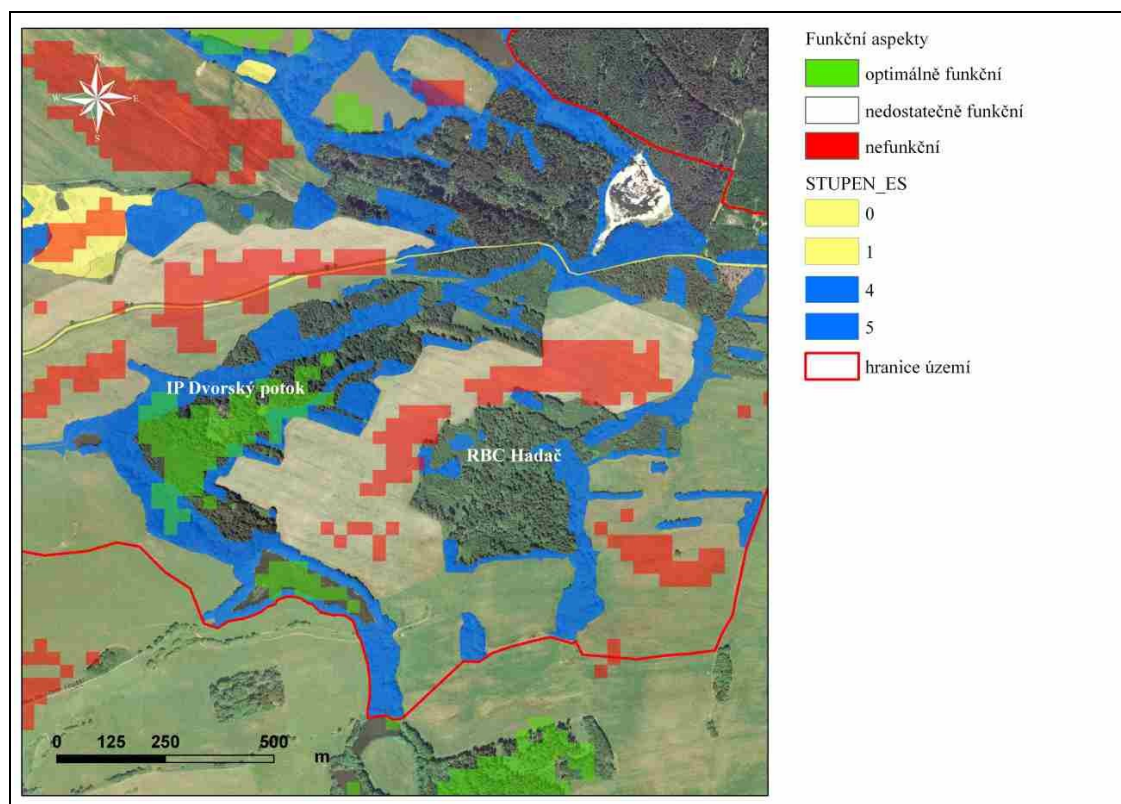 N
W
E
S
IP Dvorský potok
RBC Hadač
0 125 250 500
m
Funkční aspekty
optimálně funkční
nedostatečně funkční
nefunkční
STUPEN_ES
0
1
4
5
hranice území